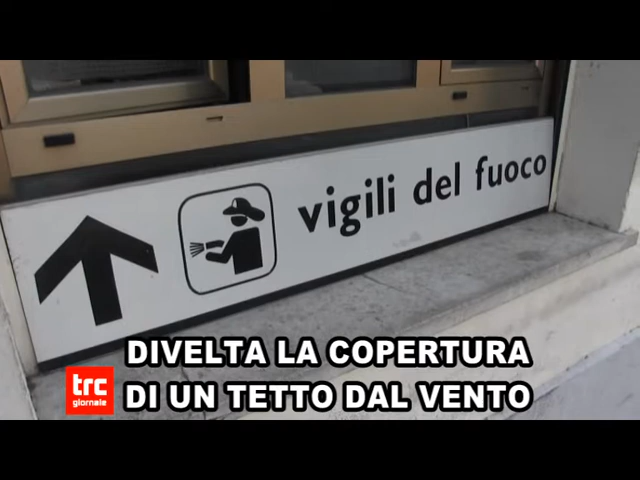 vigili del fuoco
DIVELTA LA COPERTURA
DI UN TETTO DAL VENTO
trc
giornale